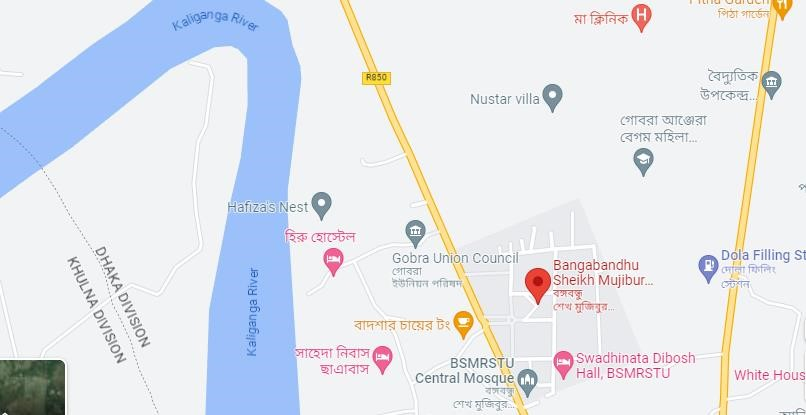 Kaliganga River
পিঠা গার্ডেন
মা ক্লিনিক
R850
বৈদ্যুতিক
উপকেন্দ্র...
Nustar villa
গোবরা আঞ্জেরা
বেগম মহিলা...
Hafiza's Nest
হিরু হোস্টেল
Gobra Union Council
গোবরা
ইউনিয়ন পরিষদ
Bangabandhu
Sheikh Mujibur...
বঙ্গবন্ধু
শেখ মুজিবুর...
Dola Filling St
দোলা ফিলিং
স্টেশন
DHAKA DIVISION
KHULNA DIVISION
Kaliganga River
বাদশার চায়ের টং
সাহেদা নিবাস
ছাএাবাস
BSMRSTU
Central Mosque
বঙ্গবন্ধু
শেখ মুজিবুর...
Swadhinata Dibosh
Hall, BSMRSTU
White Hous